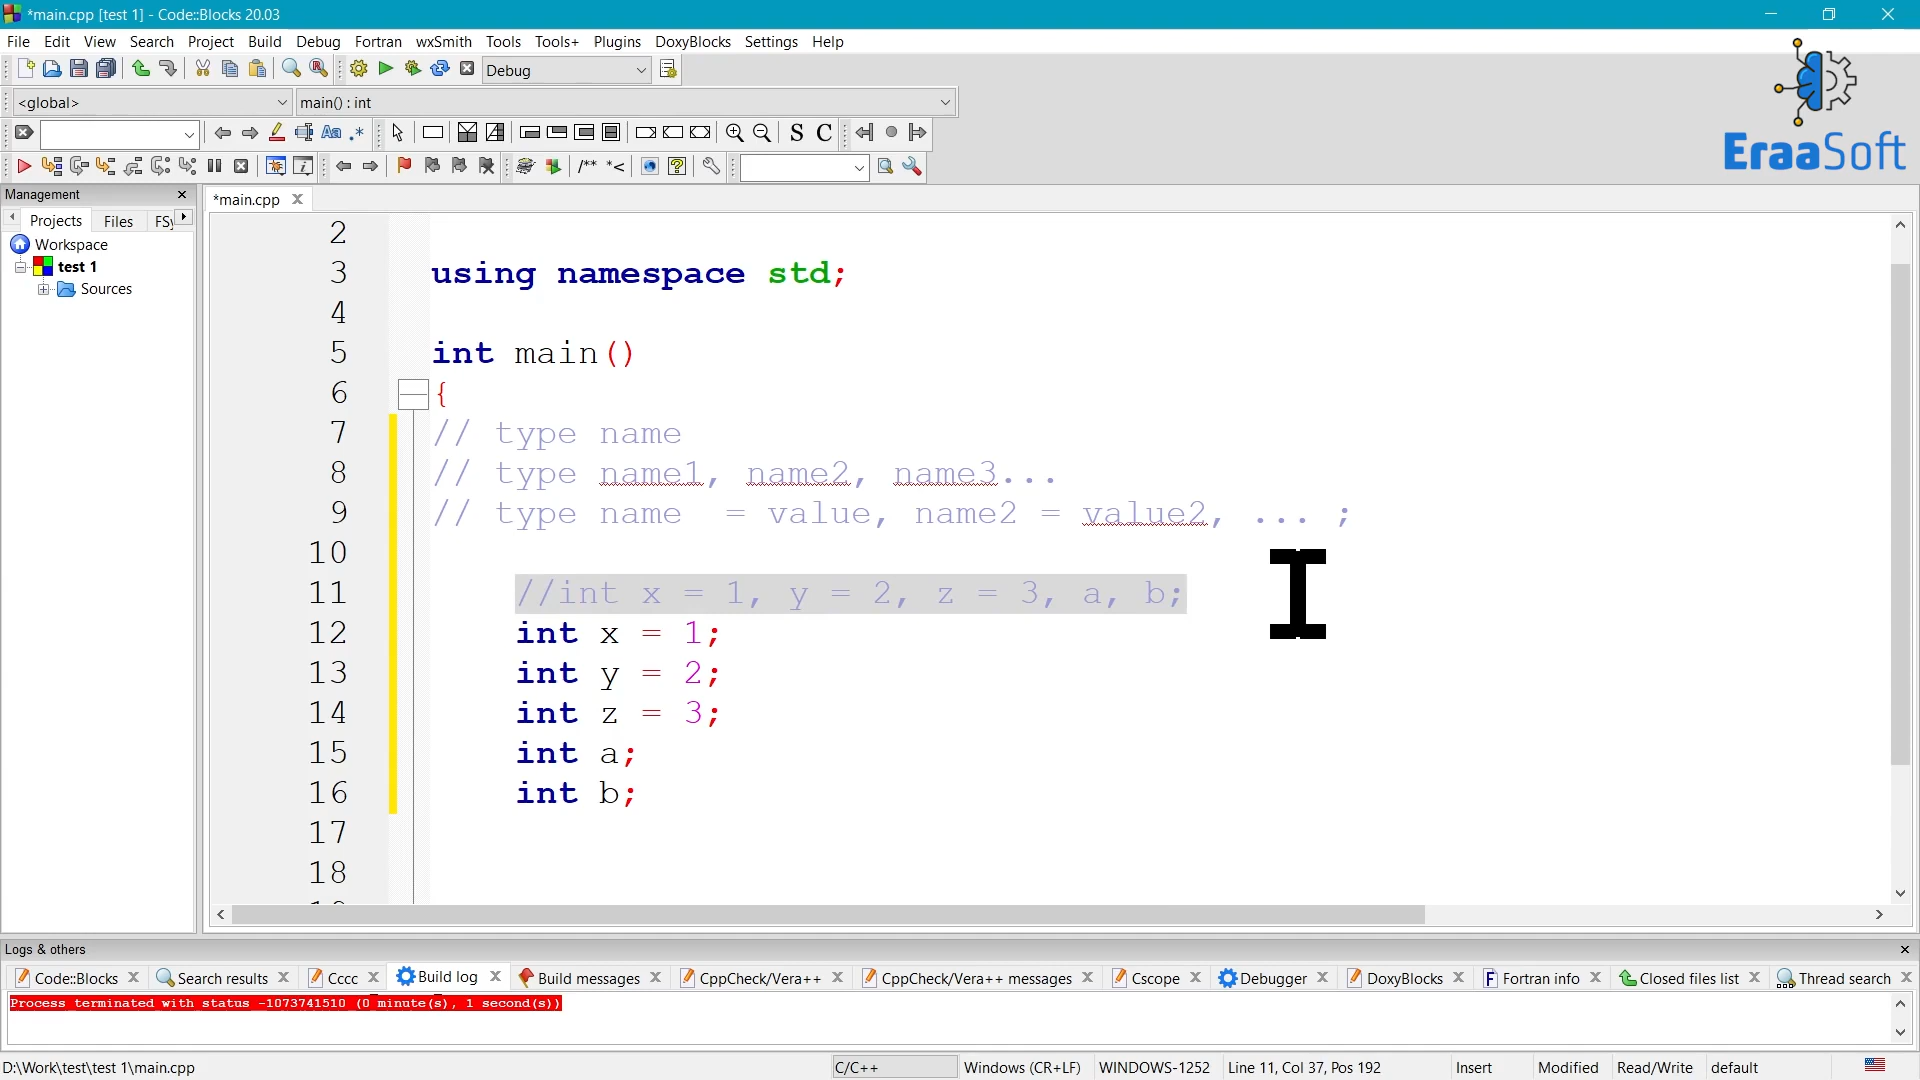 *main.cpp [test 1] - Code::Blocks 20.03
File Edit View Search Project Build Debug Fortran wxSmith Tools Tools+ Plugins DoxyBlocks Settings Help
Debug
<global> main() : int
Aa .* S C
/** *<
EraaSoft
Management
*main.cpp
Projects Files FSy
Workspace
test 1
Sources
2
3 using namespace std;
4
5 int main()
6 {
7 // type name
8 // type name1, name2, name3...
9 // type name  = value, name2 = value2, ... ;
10
11 //int x = 1, y = 2, z = 3, a, b;
12 int x = 1;
13 int y = 2;
14 int z = 3;
15 int a;
16 int b;
17
18
Logs & others
Code::Blocks Search results Cccc Build log Build messages CppCheck/Vera++ CppCheck/Vera++ messages Cscope Debugger DoxyBlocks Fortran info Closed files list Thread search
Process terminated with status -1073741510 (0 minute(s), 1 second(s))
D:\Work\test\test 1\main.cpp C/C++ Windows (CR+LF) WINDOWS-1252 Line 11, Col 37, Pos 192 Insert Modified Read/Write default